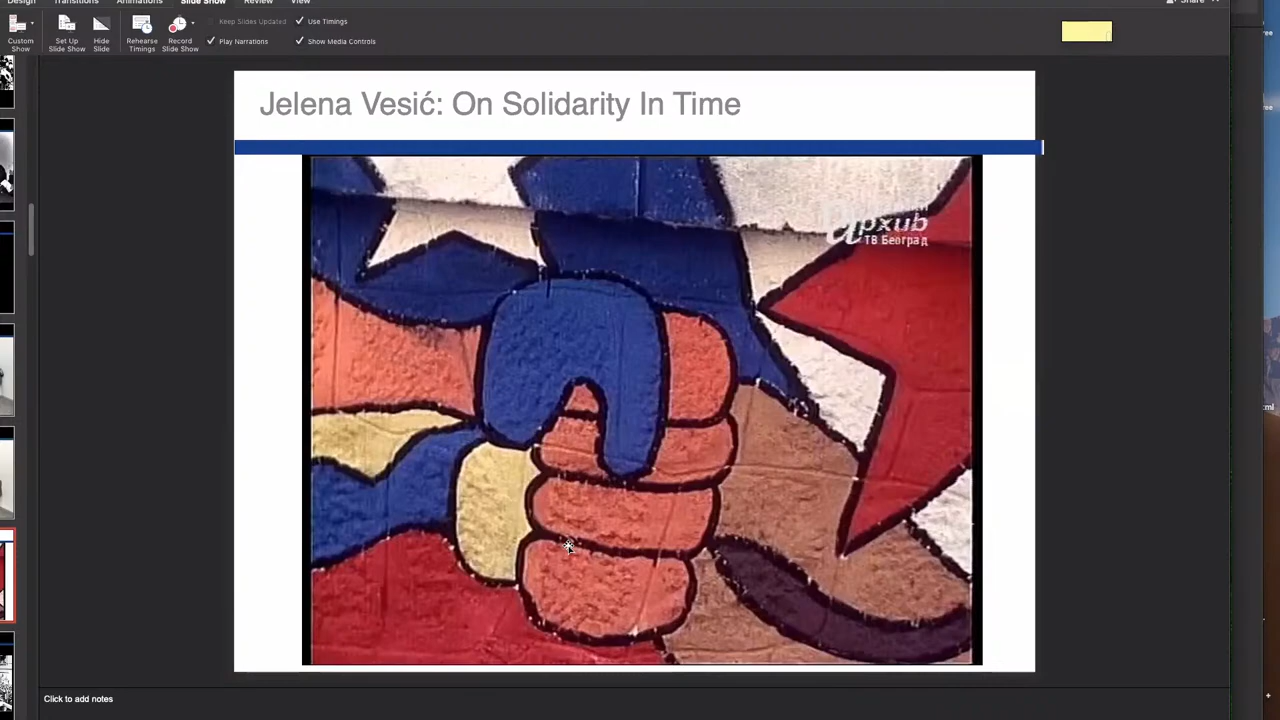 Design Transitions Animations Slide Show Review View Share
Custom Show
Set Up Slide Show
Hide Slide
Rehearse Timings
Record Slide Show
Keep Slides Updated
Use Timings
Play Narrations
Show Media Controls
Jelena Vesić: On Solidarity In Time
архив
ТВ Београд
Click to add notes